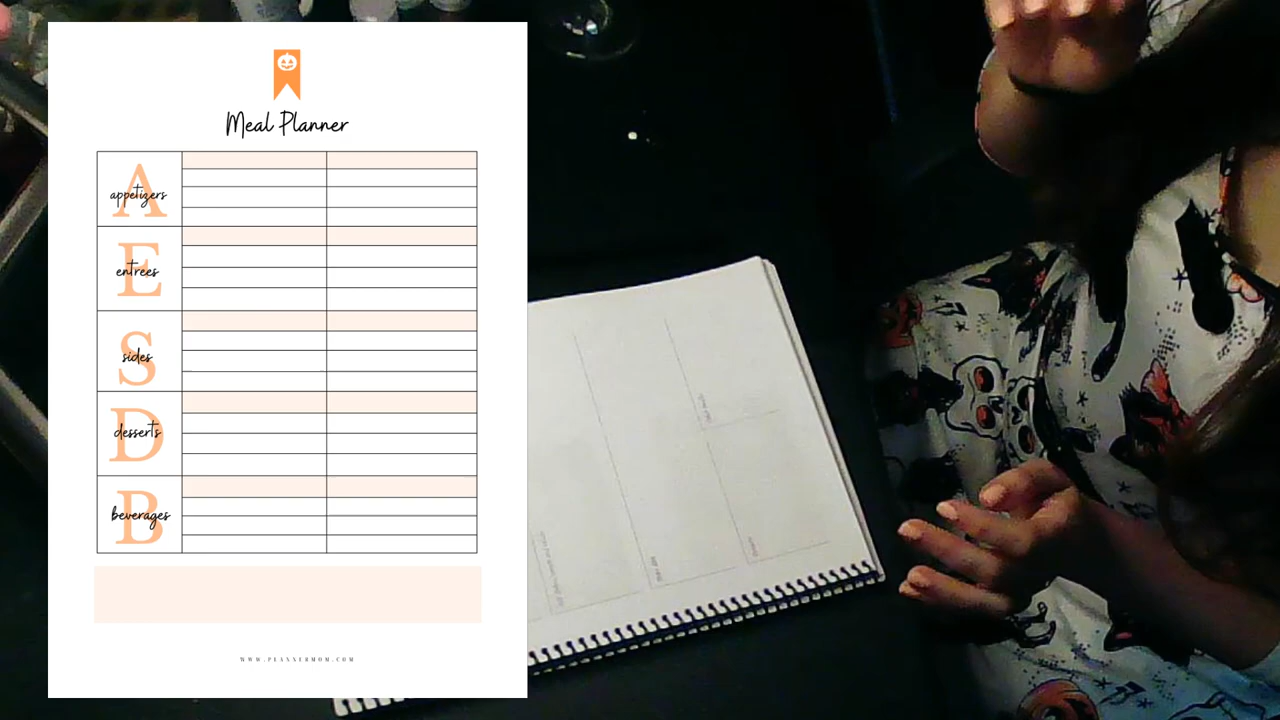 Meal Planner
A
appetizers
E
entrees
S
sides
D
desserts
B
beverages
WWW.PLANNERMOM.COM